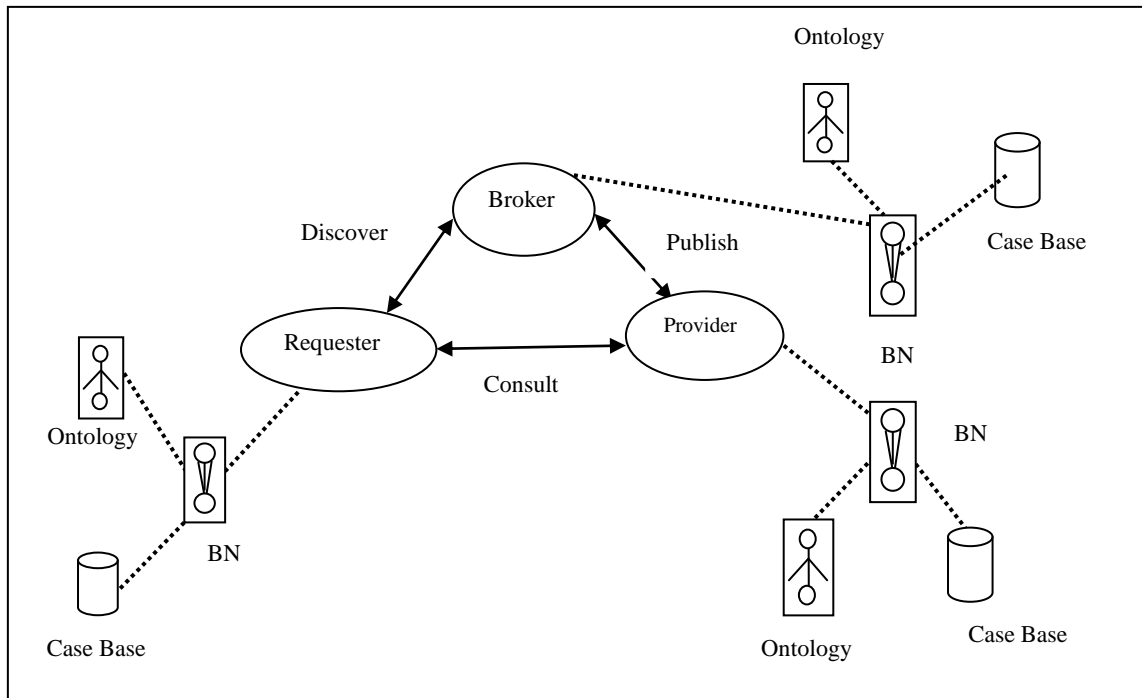 Ontology
Broker
Discover
Publish
Case Base
Provider
Requester
BN
Consult
BN
Ontology
BN
Case Base
Ontology
Case Base